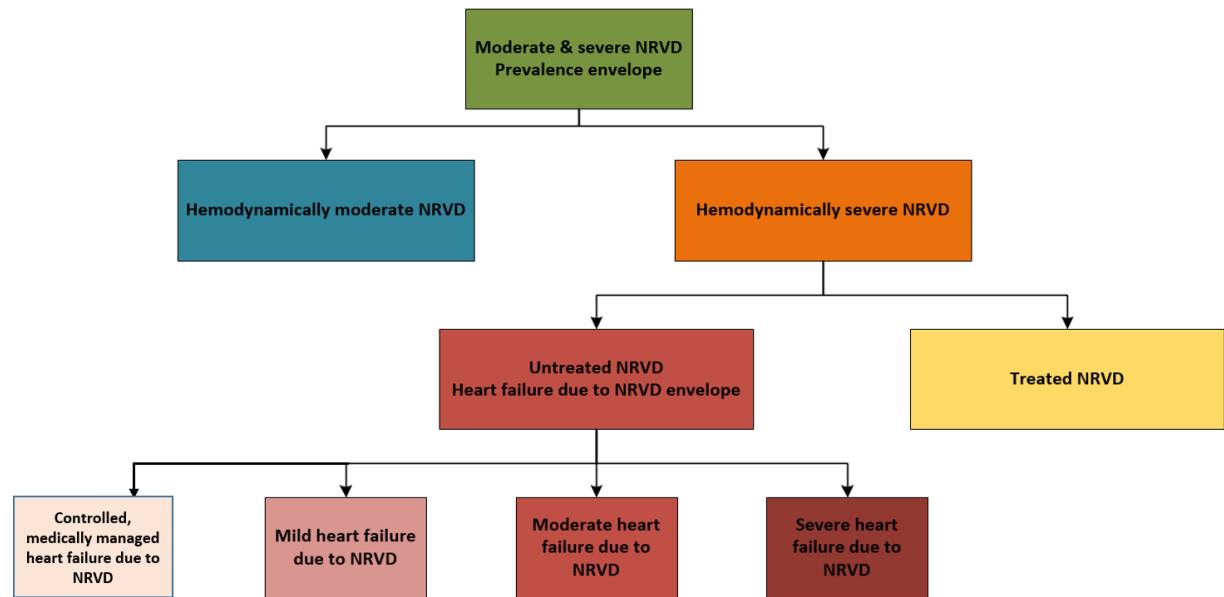 Moderate & severe NRVD
Prevalence envelope
Hemodynamically moderate NRVD
Hemodynamically severe NRVD
Untreated NRVD
Heart failure due to NRVD envelope
Treated NRVD
Controlled,
medically managed
heart failure due to
NRVD
Mild heart failure
due to NRVD
Moderate heart
failure due to
NRVD
Severe heart
failure due to
NRVD